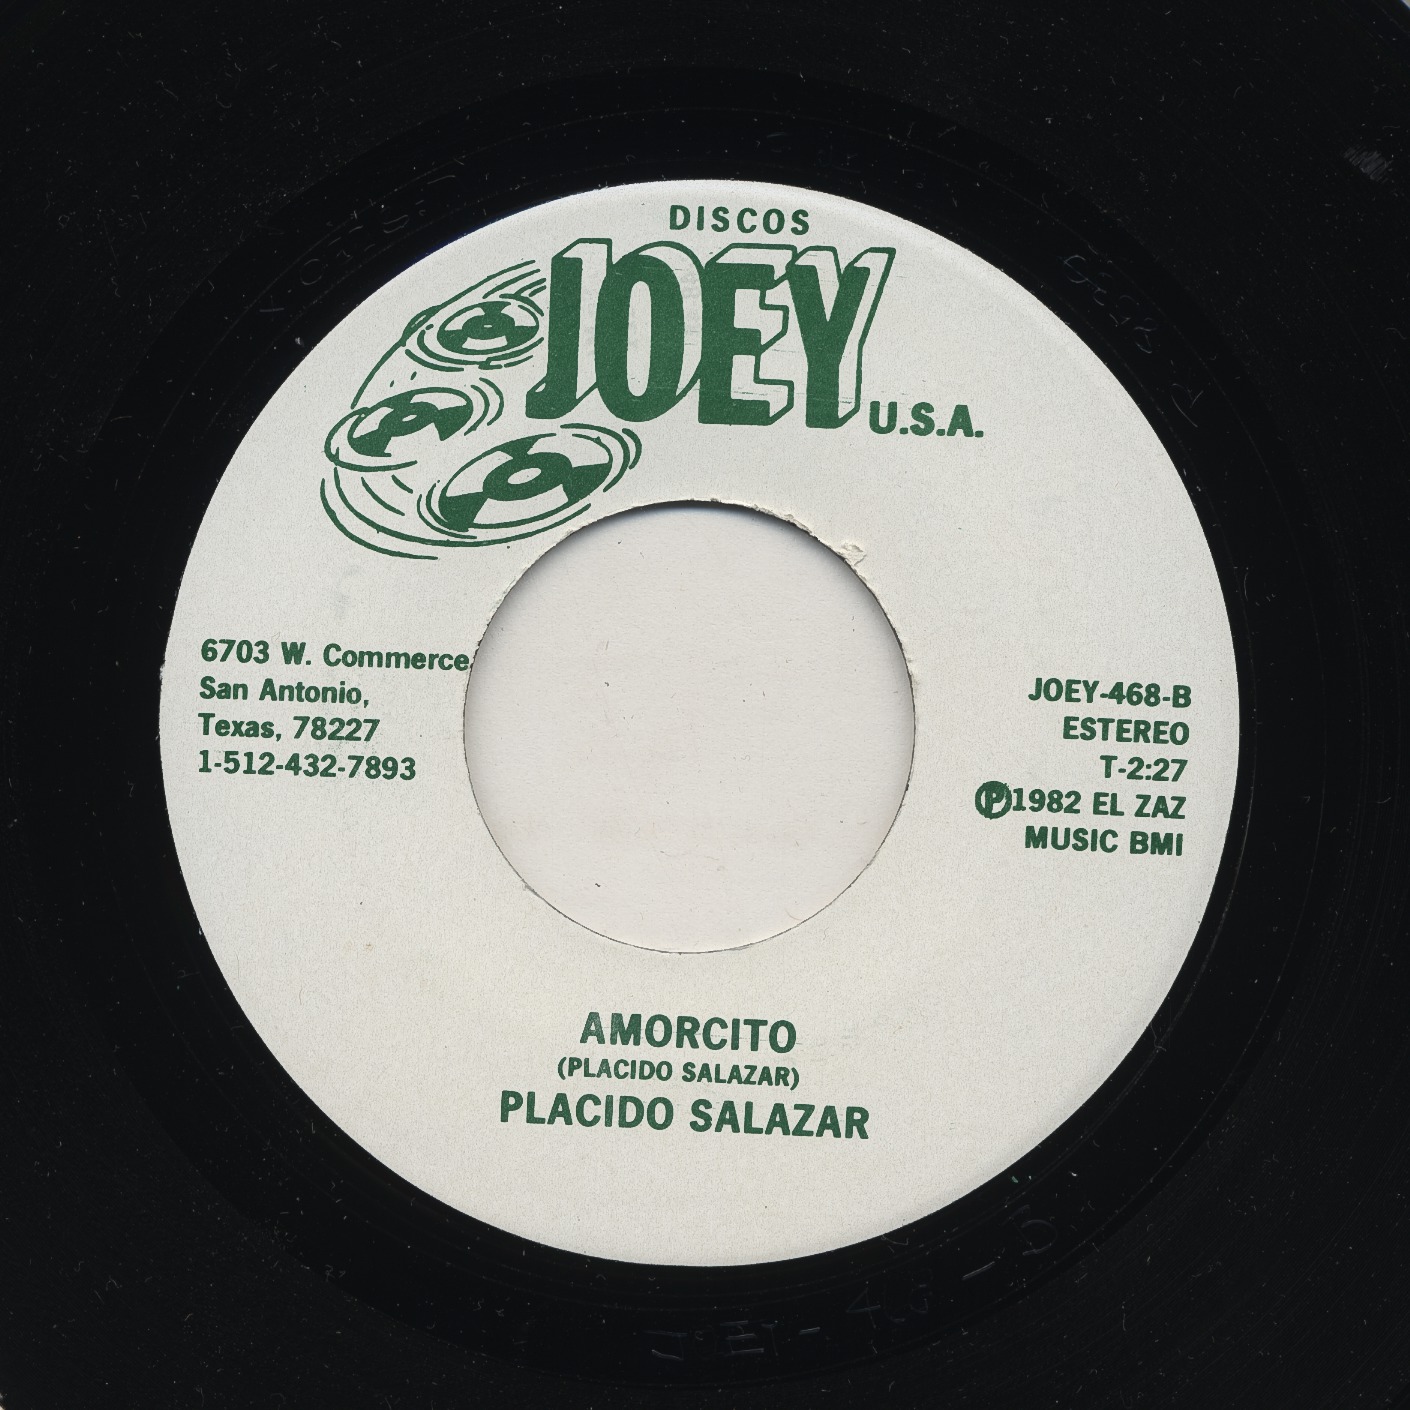 DISCOS
JOEY
U.S.A.
6703 W. Commerce
San Antonio,
Texas, 78227
1-512-432-7893
JOEY-468-B
ESTEREO
T-2:27
Ⓟ1982 EL ZAZ
MUSIC BMI
AMORCITO
(PLACIDO SALAZAR)
PLACIDO SALAZAR